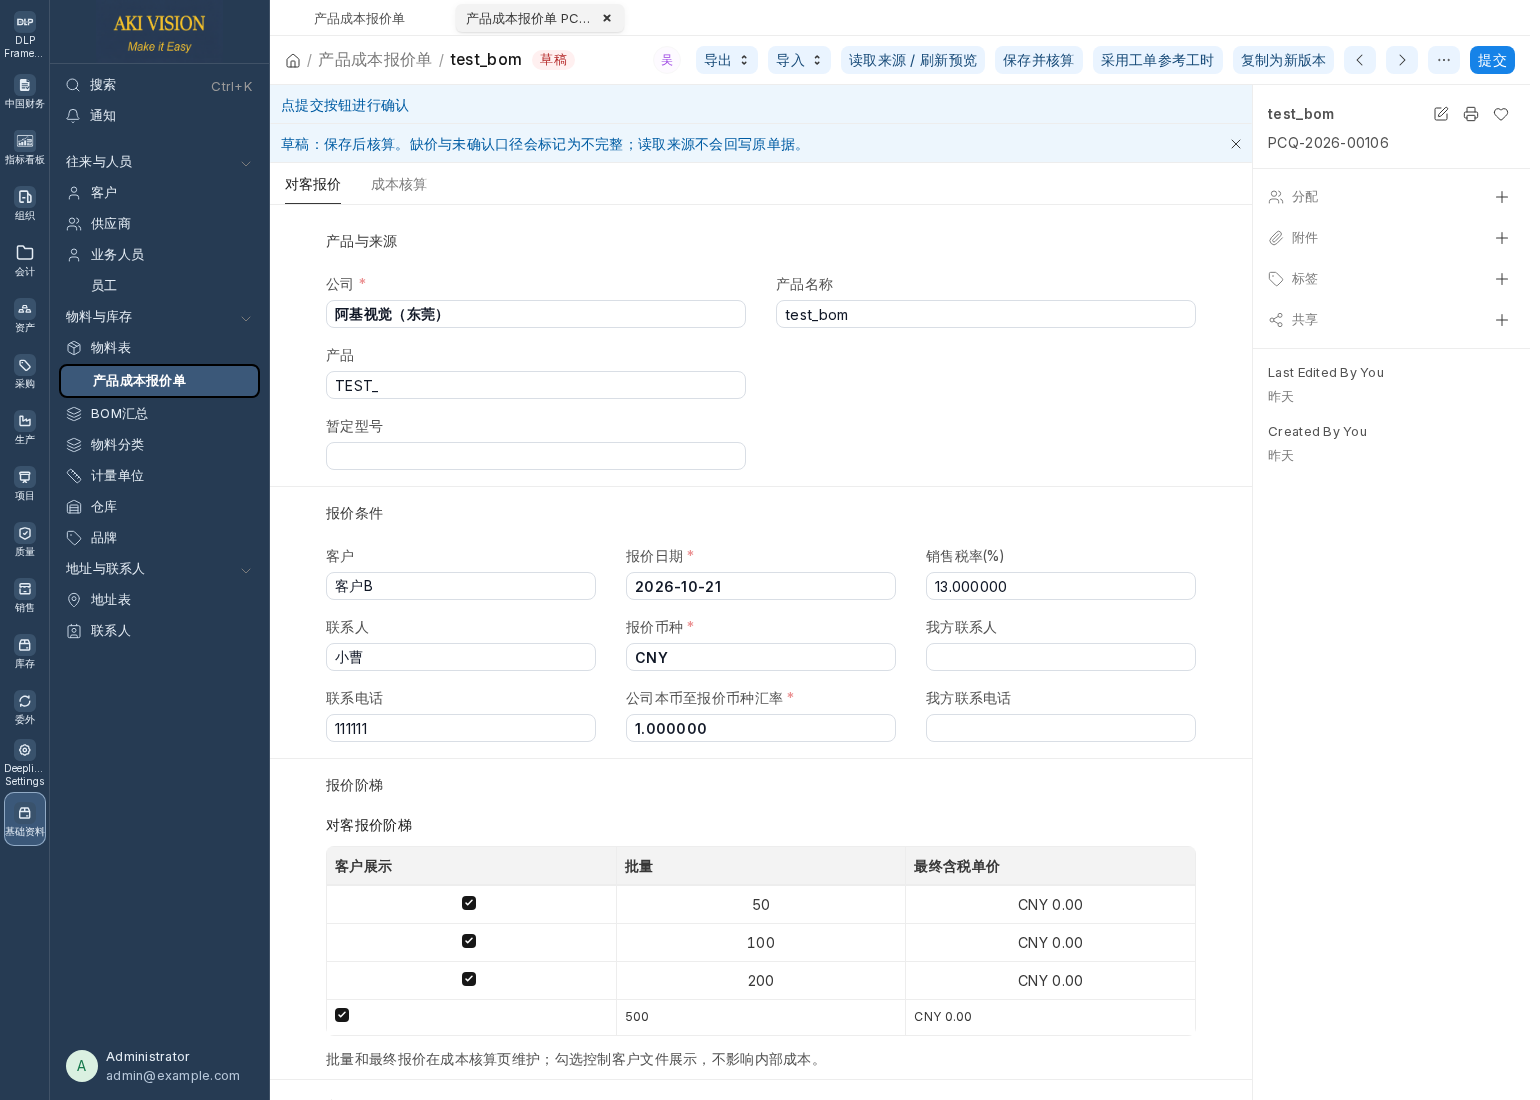 DLP
DLP Frame...
中国财务
指标看板
组织
会计
资产
采购
生产
项目
质量
销售
库存
委外
Deepli... Settings
基础资料
AKI VISION
Make it Easy
搜索 Ctrl+K
通知
往来与人员
客户
供应商
业务人员
员工
物料与库存
物料表
产品成本报价单
BOM汇总
物料分类
计量单位
仓库
品牌
地址与联系人
地址表
联系人
A
Administrator
admin@example.com
产品成本报价单
产品成本报价单 PC... ×
/ 产品成本报价单 / test_bom 草稿
吴 导出 导入 读取来源 / 刷新预览 保存并核算 采用工单参考工时 复制为新版本 ... 提交
点提交按钮进行确认
草稿：保存后核算。缺价与未确认口径会标记为不完整；读取来源不会回写原单据。
对客报价 成本核算
产品与来源
公司 * 产品名称
阿基视觉（东莞） test_bom
产品
TEST_
暂定型号
报价条件
客户 报价日期 * 销售税率(%)
客户B 2026-10-21 13.000000
联系人 报价币种 * 我方联系人
小曹 CNY
联系电话 公司本币至报价币种汇率 * 我方联系电话
111111 1.000000
报价阶梯
对客报价阶梯
客户展示 批量 最终含税单价
50 CNY 0.00
100 CNY 0.00
200 CNY 0.00
500 CNY 0.00
批量和最终报价在成本核算页维护；勾选控制客户文件展示，不影响内部成本。
test_bom
PCQ-2026-00106
分配
附件
标签
共享
Last Edited By You
昨天
Created By You
昨天